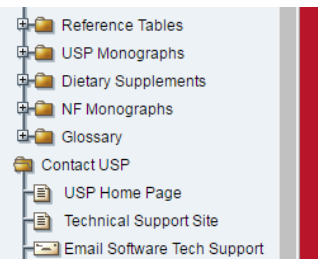 Reference Tables
USP Monographs
Dietary Supplements
NF Monographs
Glossary
Contact USP
USP Home Page
Technical Support Site
Email Software Tech Support